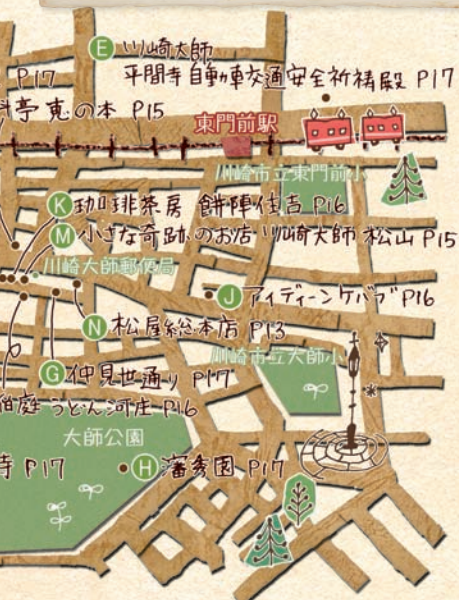 E 川崎大師
平間寺自動車交通安全祈祷殿 P17
P17
亭 恵の本 P15
東門前駅
川崎市立東門前小
K 珈琲茶房 餅陣住吉 P16
M 小さな奇跡のお店 川崎大師 松山 P15
川崎大師郵便局
J アイディーンケバブ P16
N 松屋総本店 P13
川崎市立大師小
G 仲見世通り P17
庭うどん河庄 P16
大師公園
寺 P17
H 瀋秀園 P17